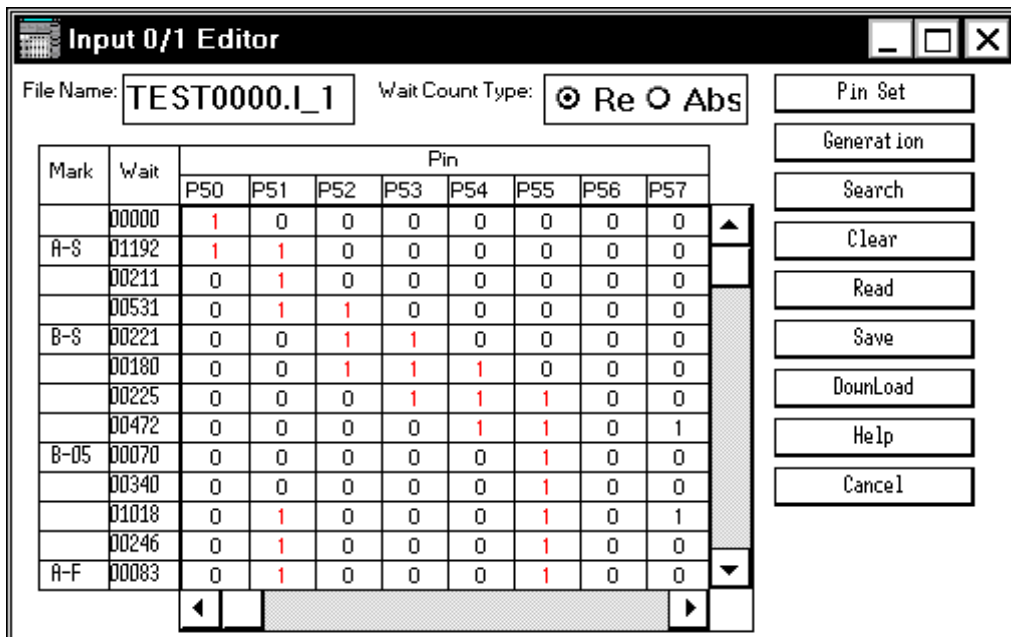 Input 0/1 Editor
File Name: TEST0000.I_1 Wait Count Type: Re Abs
Pin Set
Generation
Search
Clear
Read
Save
DownLoad
Help
Cancel
Mark Wait Pin
P50 P51 P52 P53 P54 P55 P56 P57
00000 1 0 0 0 0 0 0 0
A-S 01192 1 1 0 0 0 0 0 0
00211 0 1 0 0 0 0 0 0
00531 0 1 1 0 0 0 0 0
B-S 00221 0 0 1 1 0 0 0 0
00180 0 0 1 1 1 0 0 0
00225 0 0 0 1 1 1 0 0
00472 0 0 0 0 1 1 0 1
B-05 00070 0 0 0 0 0 1 0 0
00340 0 0 0 0 0 1 0 0
01018 0 1 0 0 0 1 0 1
00246 0 1 0 0 0 1 0 0
A-F 00083 0 1 0 0 0 1 0 0